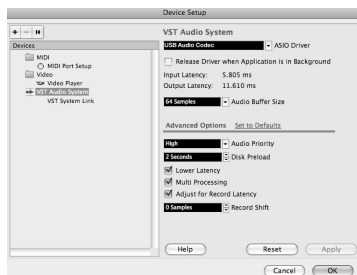 Device Setup
+ - |◄
VST Audio System
Devices
USB Audio Codec ASIO Driver
MIDI
MIDI Port Setup
Video
Video Player
VST Audio System
VST System Link
Release Driver when Application is in Background
Input Latency: 5.805 ms
Output Latency: 11.610 ms
64 Samples Audio Buffer Size
Advanced Options Set to Defaults
High Audio Priority
2 Seconds Disk Preload
Lower Latency
Multi Processing
Adjust for Record Latency
0 Samples Record Shift
Help Reset Apply
Cancel OK